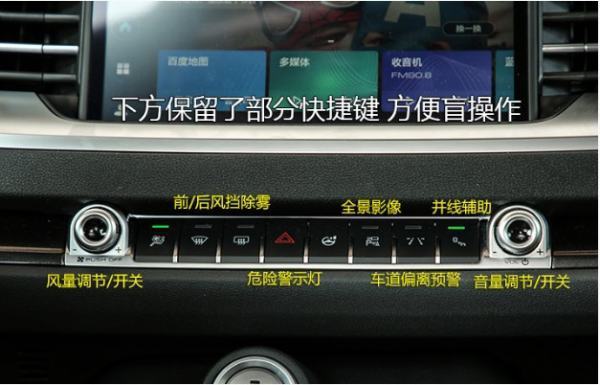 换一换
百度地图
多媒体
收音机
FM90.8
蓝
下方保留了部分快捷键 方便盲操作
前/后风挡除雾
全景影像
并线辅助
- +
PUSH OFF
- +
VOL
风量调节/开关
危险警示灯
车道偏离预警
音量调节/开关